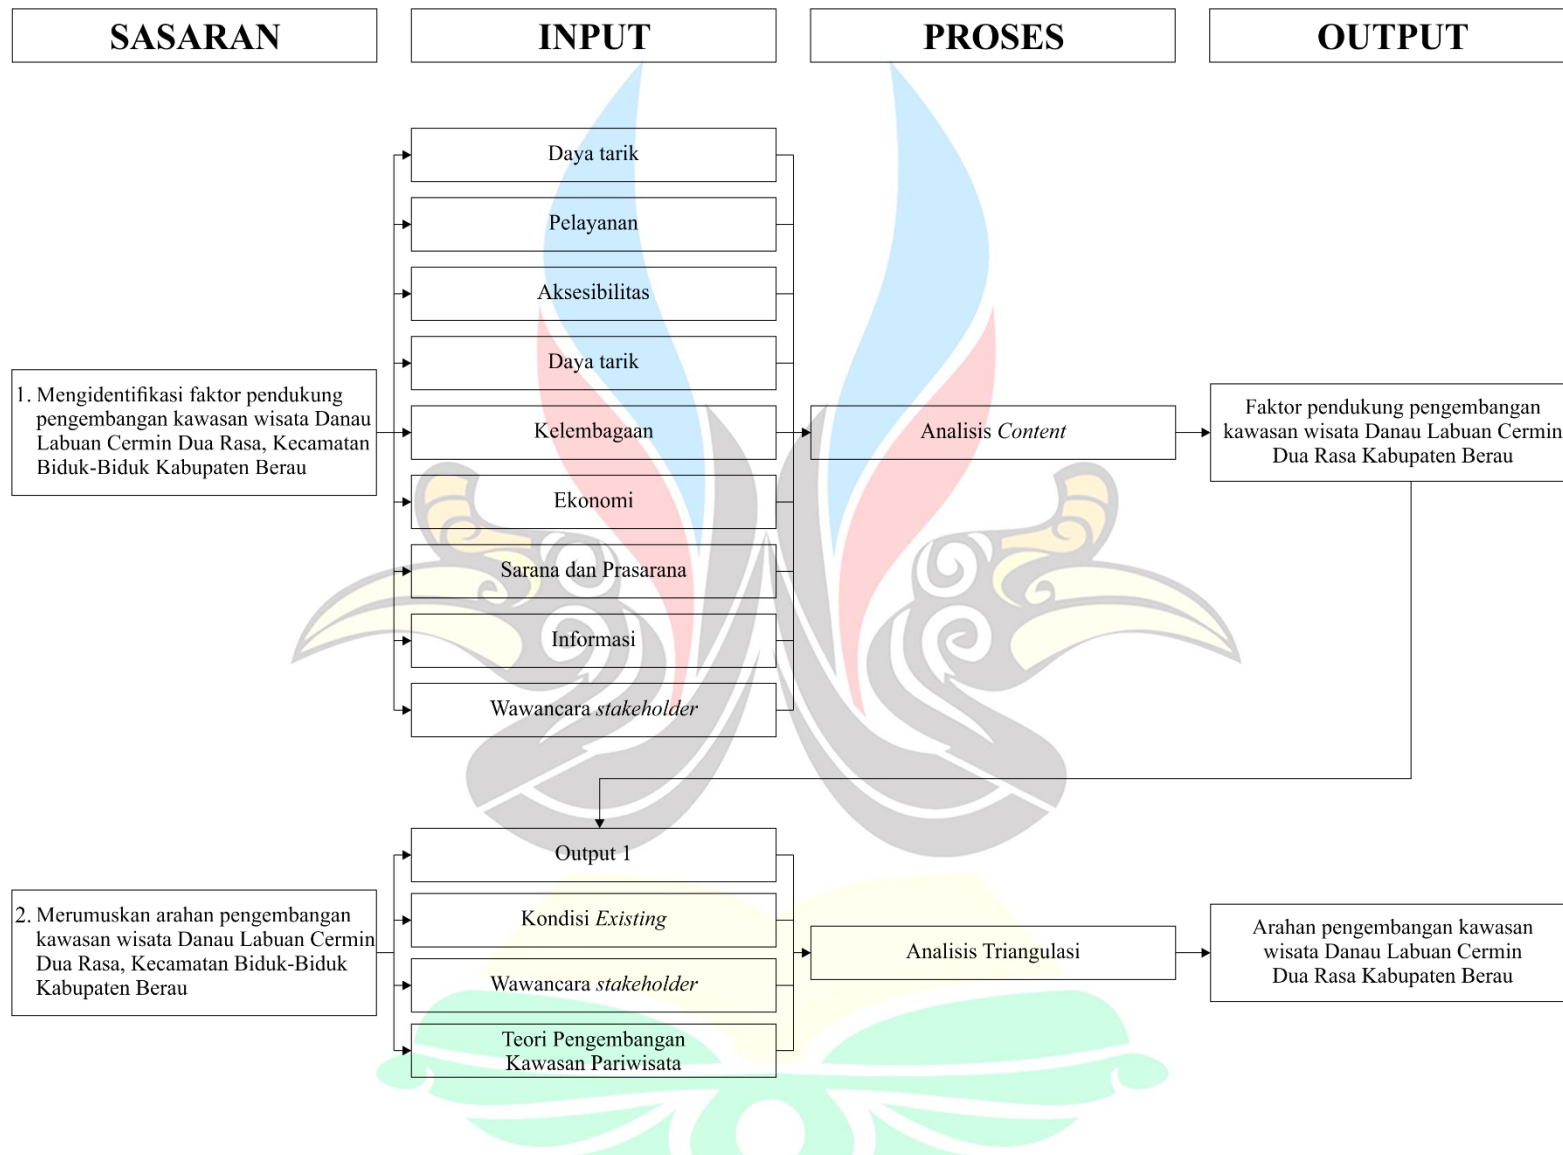 SASARAN
INPUT
PROSES
OUTPUT
Daya tarik
Pelayanan
Aksesibilitas
Daya tarik
Kelembagaan
Ekonomi
Sarana dan Prasarana
Informasi
Wawancara stakeholder
1. Mengidentifikasi faktor pendukung
pengembangan kawasan wisata Danau
Labuan Cermin Dua Rasa, Kecamatan
Biduk-Biduk Kabupaten Berau
Analisis Content
Faktor pendukung pengembangan
kawasan wisata Danau Labuan Cermin
Dua Rasa Kabupaten Berau
2. Merumuskan arahan pengembangan
kawasan wisata Danau Labuan Cermin
Dua Rasa, Kecamatan Biduk-Biduk
Kabupaten Berau
Output 1
Kondisi Existing
Wawancara stakeholder
Teori Pengembangan
Kawasan Pariwisata
Analisis Triangulasi
Arahan pengembangan kawasan
wisata Danau Labuan Cermin
Dua Rasa Kabupaten Berau